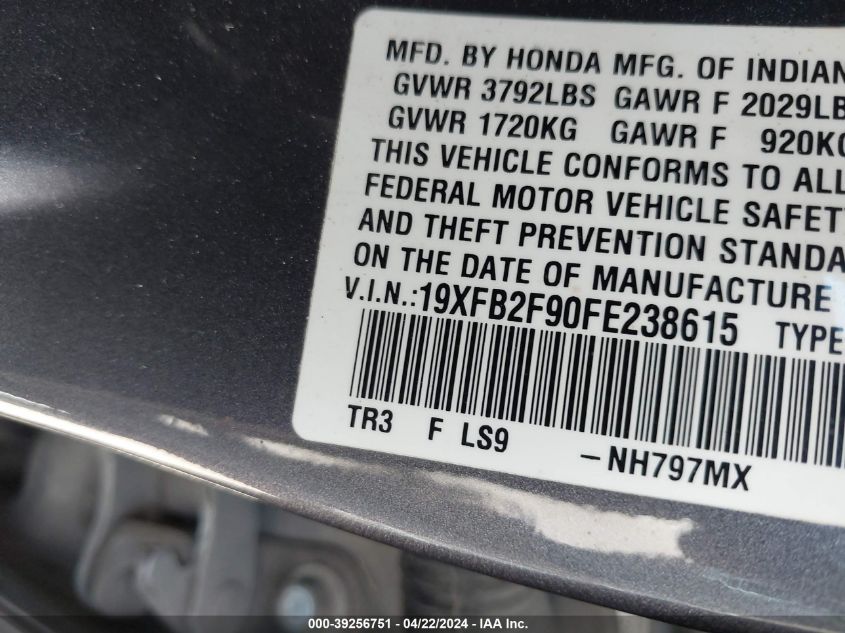 MFD. BY HONDA MFG. OF INDIAN
GVWR 3792LBS GAWR F 2029LB
GVWR 1720KG GAWR F 920KG
THIS VEHICLE CONFORMS TO ALL
FEDERAL MOTOR VEHICLE SAFETY
AND THEFT PREVENTION STANDA
ON THE DATE OF MANUFACTURE
V.I.N.:19XFB2F90FE238615 TYPE
TR3 F LS9 -NH797MX
000-39256751 - 04/22/2024 - IAA Inc.